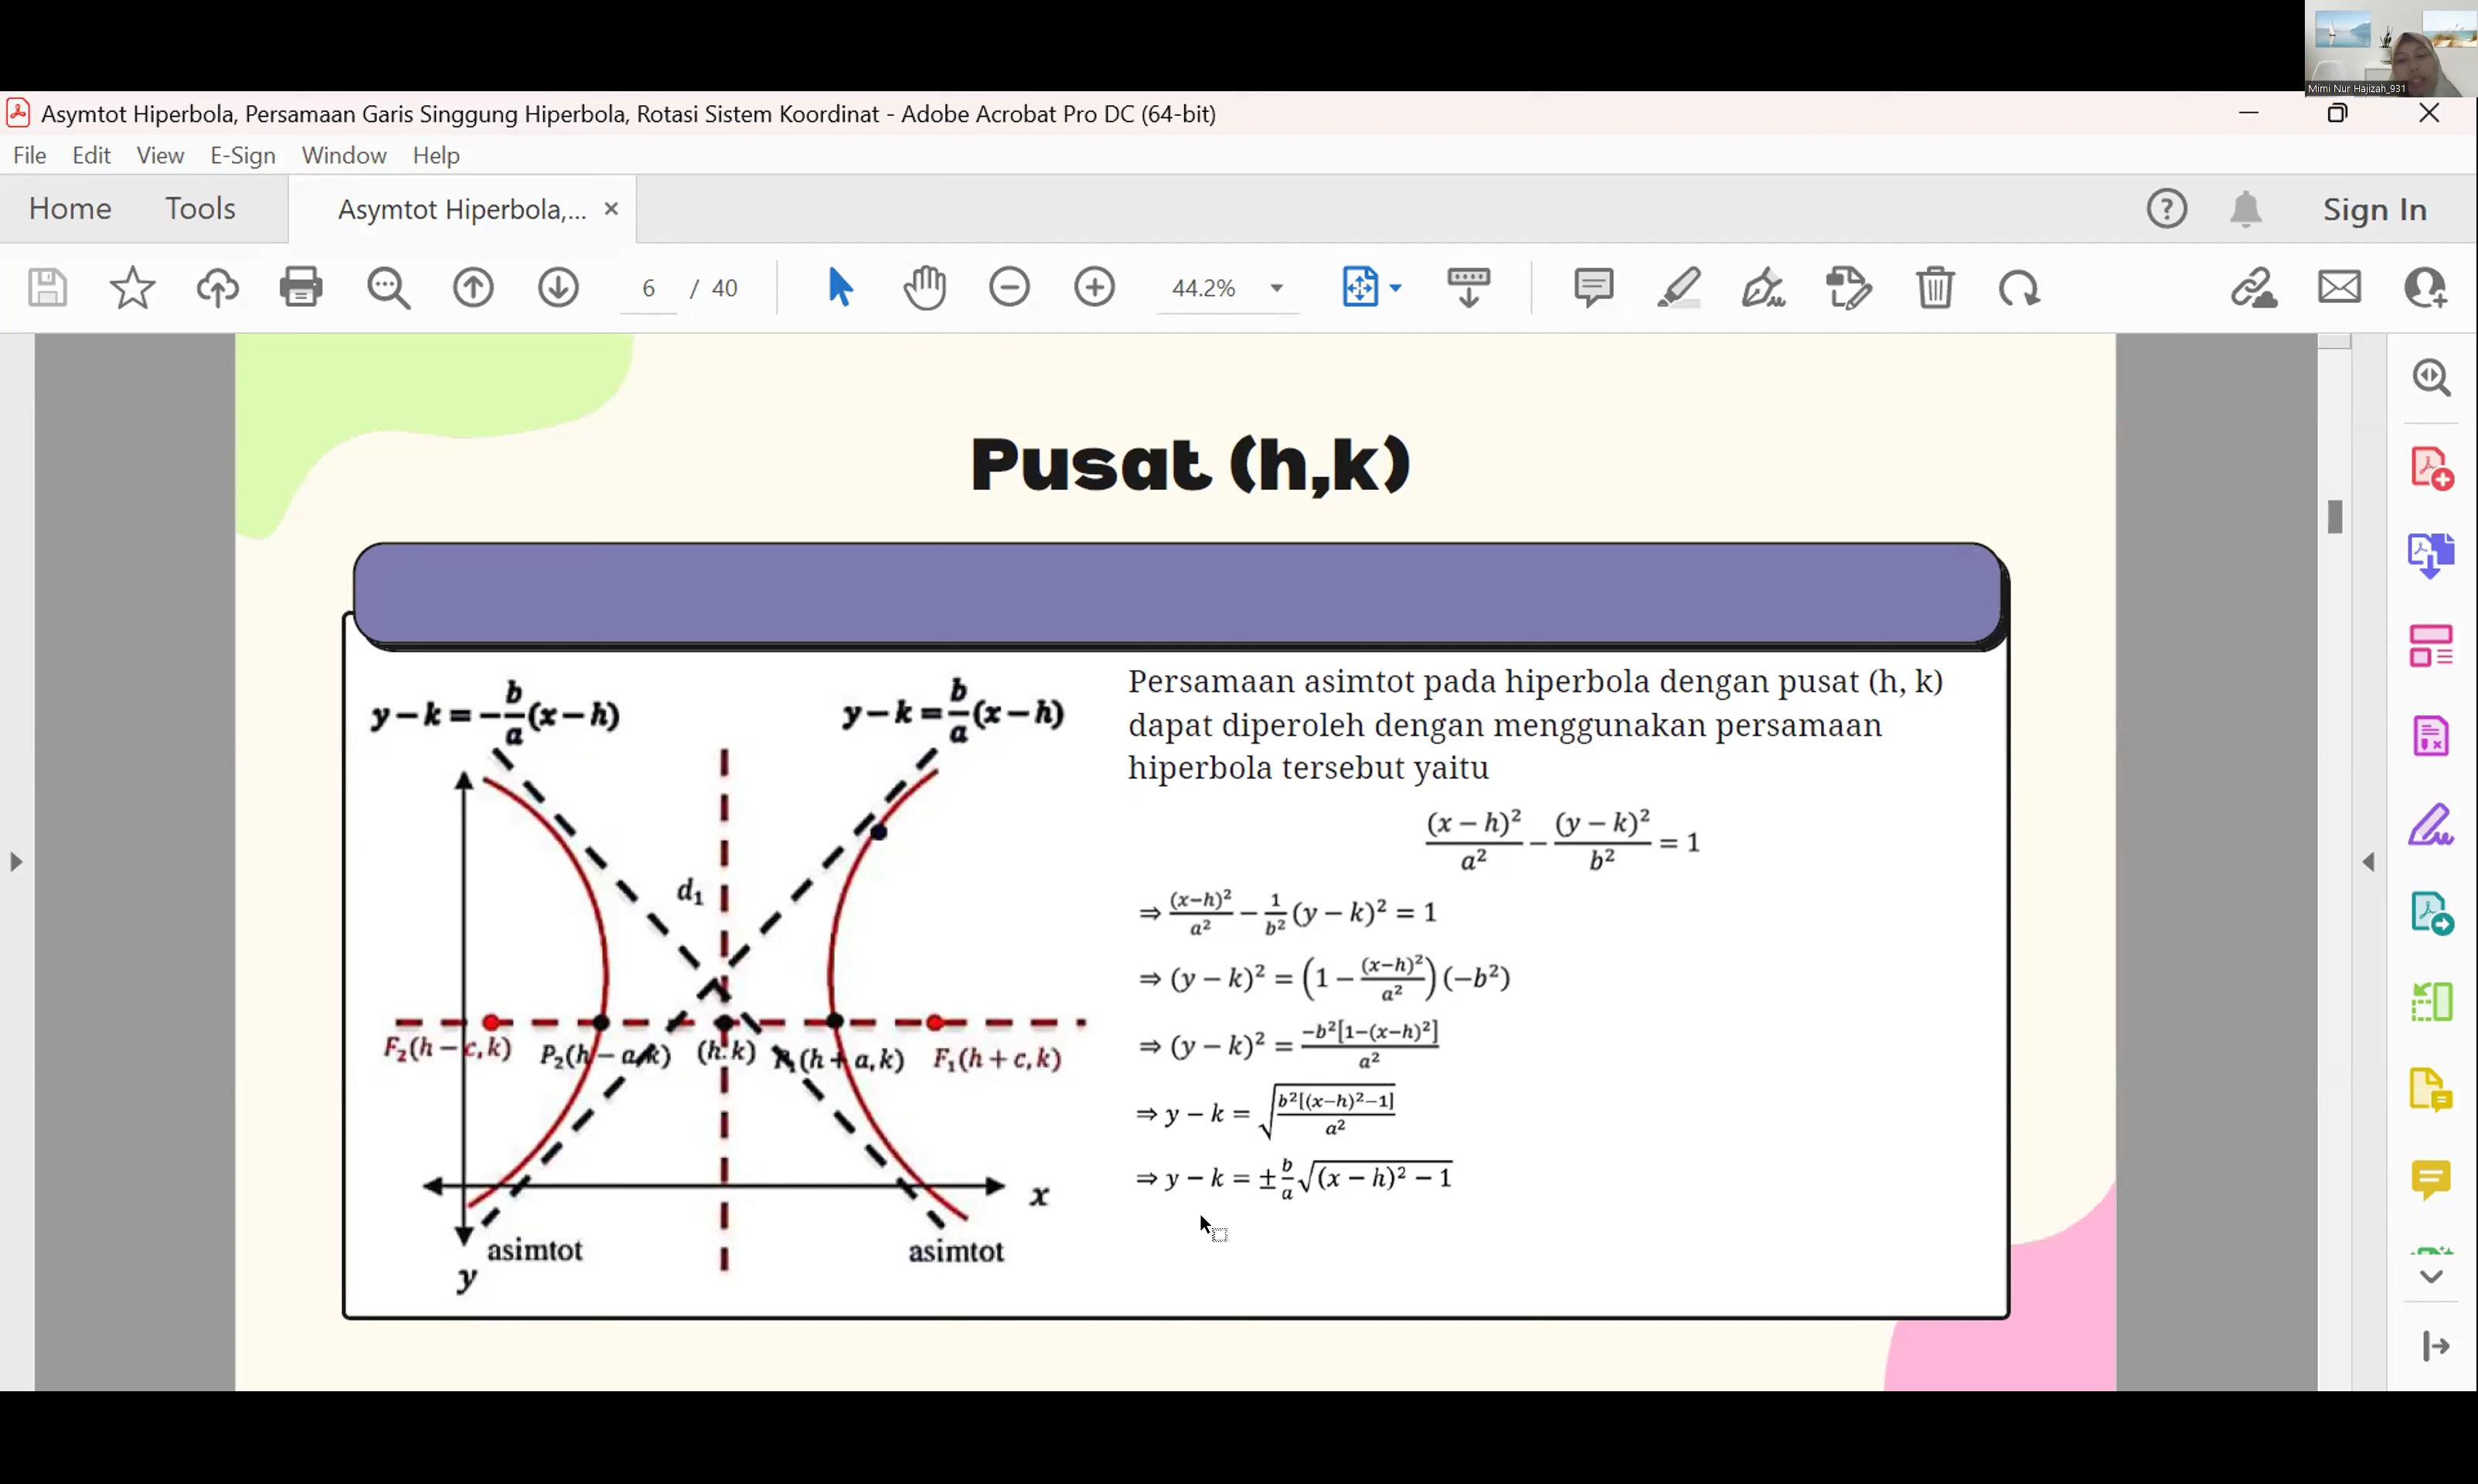 Mimi Nur Hajizah_931
Asymtot Hiperbola, Persamaan Garis Singgung Hiperbola, Rotasi Sistem Koordinat - Adobe Acrobat Pro DC (64-bit)
File Edit View E-Sign Window Help
Home Tools Asymtot Hiperbola,... × Sign In
6 / 40 44.2%
Pusat (h,k)
y − k = −b/a(x − h)
y − k = b/a(x − h)
d₁
F₂(h − c, k) P₂(h − a, k) (h. k) P₁(h + a, k) F₁(h + c, k)
x
asimtot asimtot
y
Persamaan asimtot pada hiperbola dengan pusat (h, k)
dapat diperoleh dengan menggunakan persamaan
hiperbola tersebut yaitu
(x − h)²/a² − (y − k)²/b² = 1
⇒ (x−h)²/a² − 1/b² (y − k)² = 1
⇒ (y − k)² = (1 − (x−h)²/a²) (−b²)
⇒ (y − k)² = −b²[1−(x−h)²]/a²
⇒ y − k = √(b²[(x−h)²−1]/a²)
⇒ y − k = ± b/a √((x − h)² − 1)